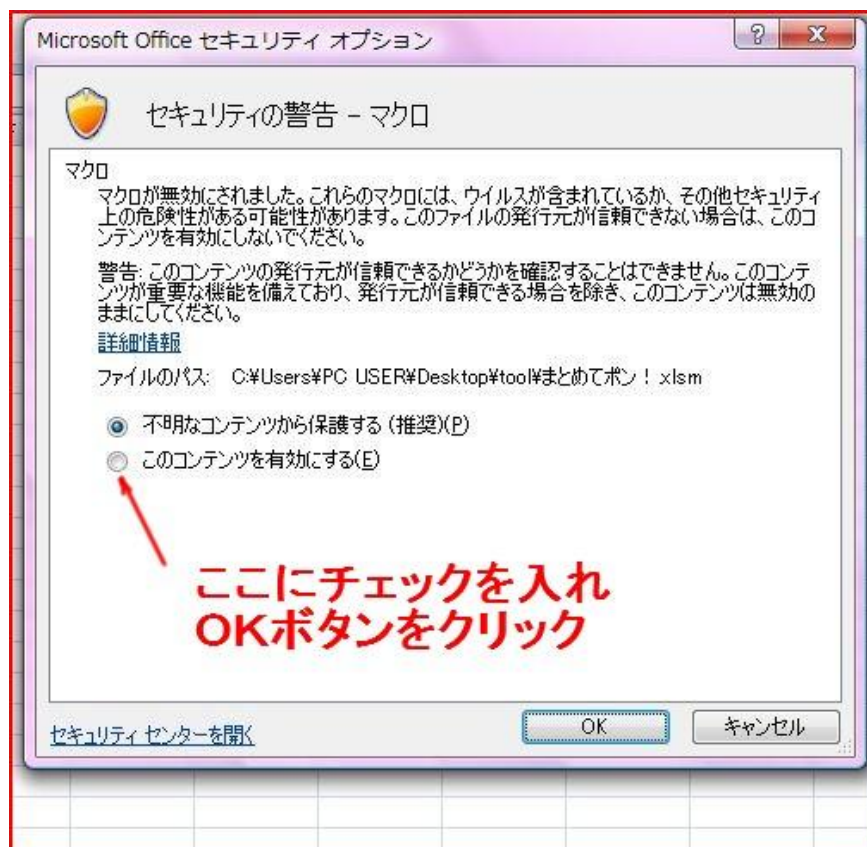 Microsoft Office セキュリティ オプション
セキュリティの警告 - マクロ
マクロ
マクロが無効にされました。これらのマクロには、ウイルスが含まれているか、その他セキュリティ
上の危険性がある可能性があります。このファイルの発行元が信頼できない場合は、このコ
ンテンツを有効にしないでください。
警告: このコンテンツの発行元が信頼できるかどうかを確認することはできません。このコンテ
ンツが重要な機能を備えており、発行元が信頼できる場合を除き、このコンテンツは無効の
ままにしてください。
詳細情報
ファイルのパス: C:¥Users¥PC USER¥Desktop¥tool¥まとめてポン！.xlsm
不明なコンテンツから保護する (推奨)(P)
このコンテンツを有効にする(E)
ここにチェックを入れ
OKボタンをクリック
セキュリティ センターを開く
OK
キャンセル